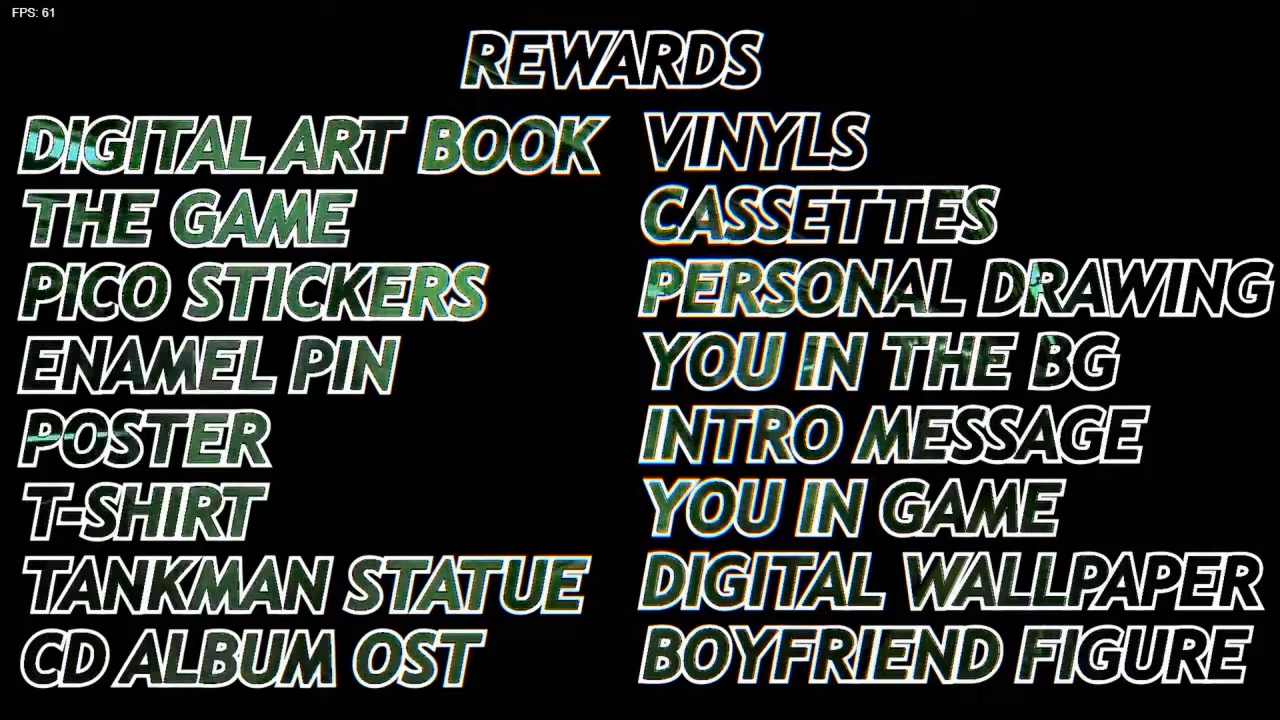 FPS: 61
REWARDS
DIGITAL ART BOOK
THE GAME
PICO STICKERS
ENAMEL PIN
POSTER
T-SHIRT
TANKMAN STATUE
CD ALBUM OST
VINYLS
CASSETTES
PERSONAL DRAWING
YOU IN THE BG
INTRO MESSAGE
YOU IN GAME
DIGITAL WALLPAPER
BOYFRIEND FIGURE